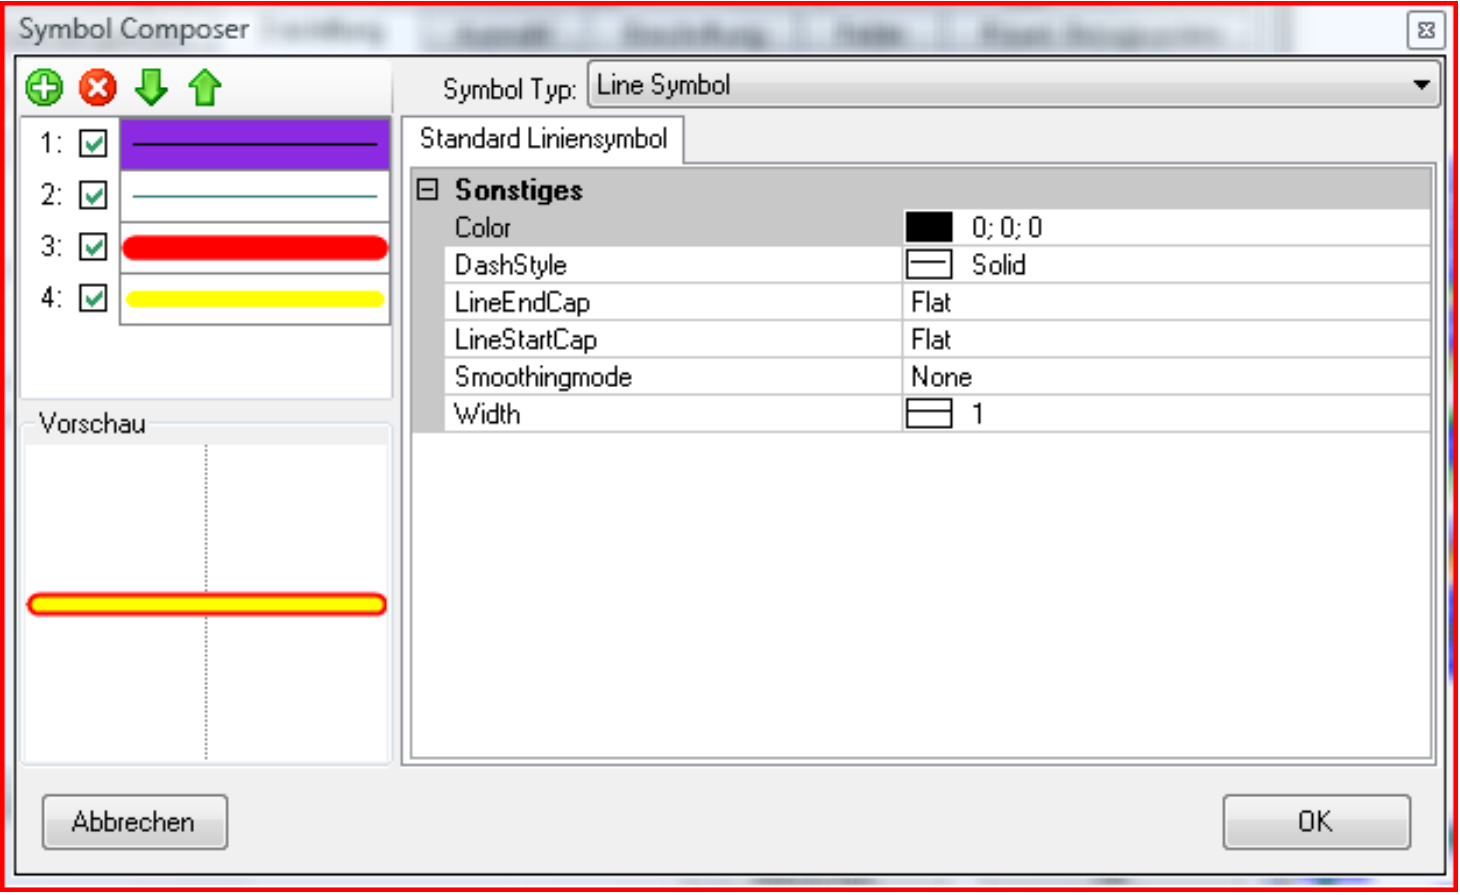 Symbol Composer
Symbol Typ: Line Symbol
1:
2:
3:
4:
Vorschau
Standard Liniensymbol
Sonstiges
Color 0; 0; 0
DashStyle Solid
LineEndCap Flat
LineStartCap Flat
Smoothingmode None
Width 1
Abbrechen
OK